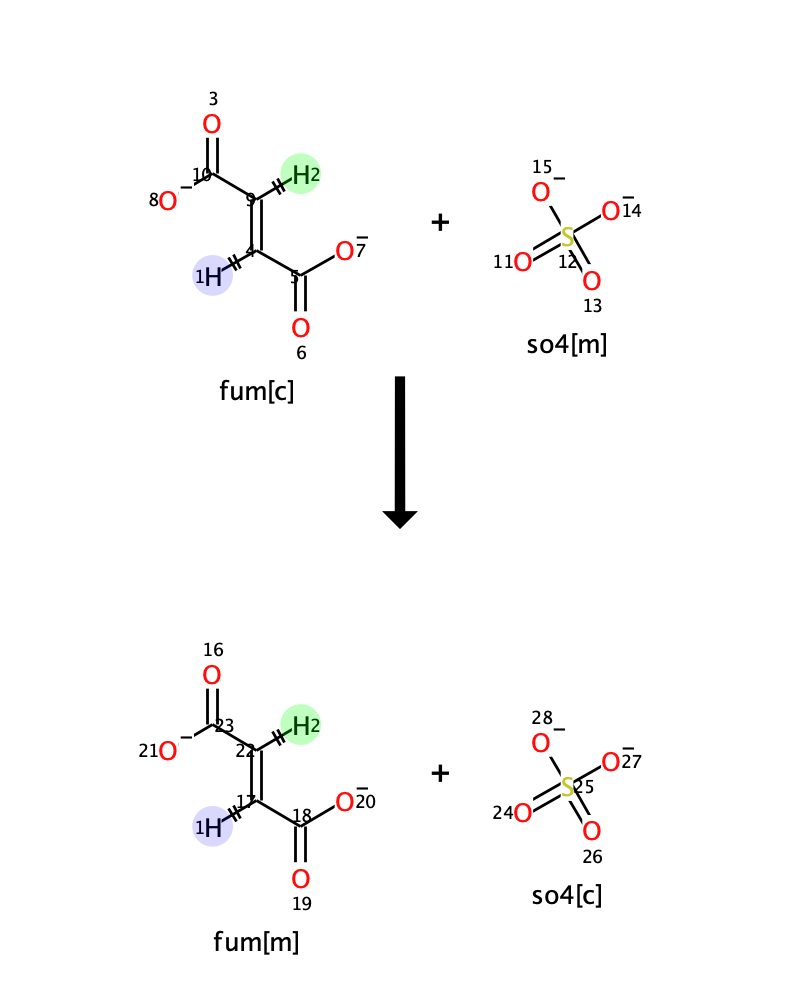 3
O
10
8O−
9
H2
4
1H
5
O7−
O
6
fum[c]
+
15
O−
O14−
S
12
11O
O
13
so4[m]
16
O
23
21O−
22
H2
17
1H
18
O20−
O
19
fum[m]
+
28
O−
O27−
S25
24O
O
26
so4[c]